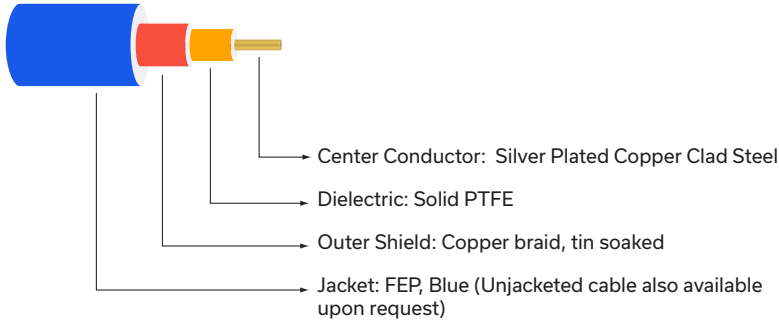 Center Conductor: Silver Plated Copper Clad Steel
Dielectric: Solid PTFE
Outer Shield: Copper braid, tin soaked
Jacket: FEP, Blue (Unjacketed cable also available
upon request)